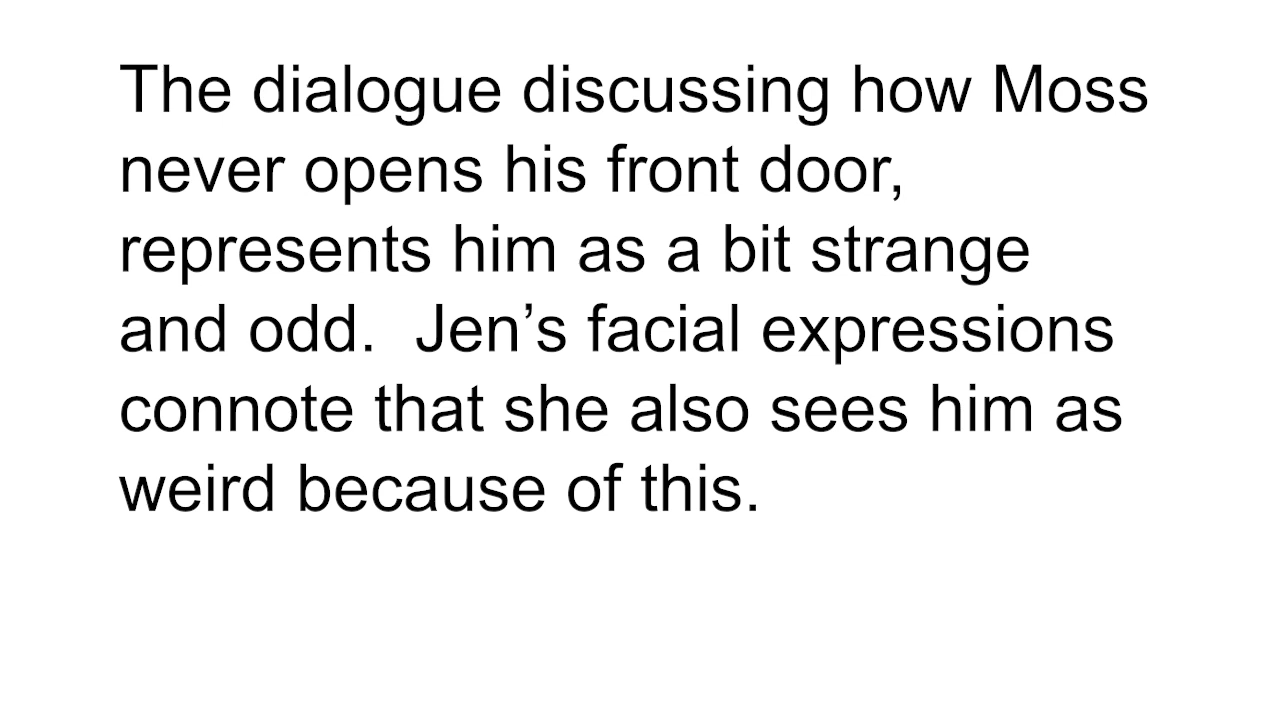 The dialogue discussing how Moss
never opens his front door,
represents him as a bit strange
and odd.  Jen’s facial expressions
connote that she also sees him as
weird because of this.